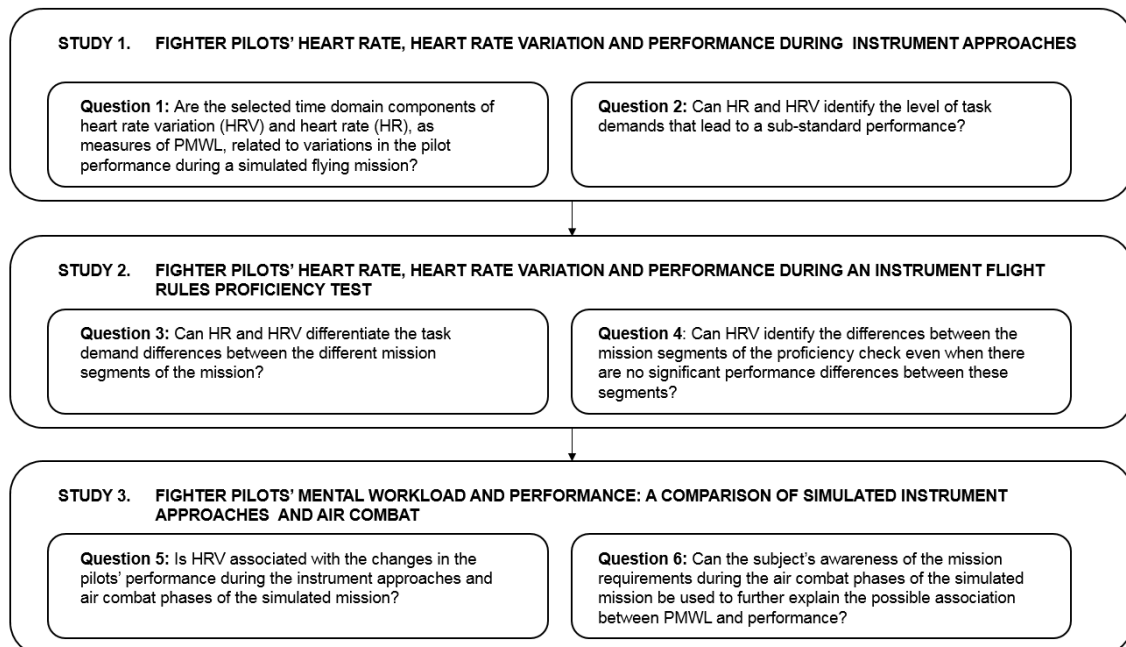 STUDY 1. FIGHTER PILOTS' HEART RATE, HEART RATE VARIATION AND PERFORMANCE DURING INSTRUMENT APPROACHES
Question 1: Are the selected time domain components of
heart rate variation (HRV) and heart rate (HR), as
measures of PMWL, related to variations in the pilot
performance during a simulated flying mission?
Question 2: Can HR and HRV identify the level of task
demands that lead to a sub-standard performance?
STUDY 2. FIGHTER PILOTS' HEART RATE, HEART RATE VARIATION AND PERFORMANCE DURING AN INSTRUMENT FLIGHT
RULES PROFICIENCY TEST
Question 3: Can HR and HRV differentiate the task
demand differences between the different mission
segments of the mission?
Question 4: Can HRV identify the differences between the
mission segments of the proficiency check even when there
are no significant performance differences between these
segments?
STUDY 3. FIGHTER PILOTS' MENTAL WORKLOAD AND PERFORMANCE: A COMPARISON OF SIMULATED INSTRUMENT
APPROACHES AND AIR COMBAT
Question 5: Is HRV associated with the changes in the
pilots' performance during the instrument approaches and
air combat phases of the simulated mission?
Question 6: Can the subject's awareness of the mission
requirements during the air combat phases of the simulated
mission be used to further explain the possible association
between PMWL and performance?